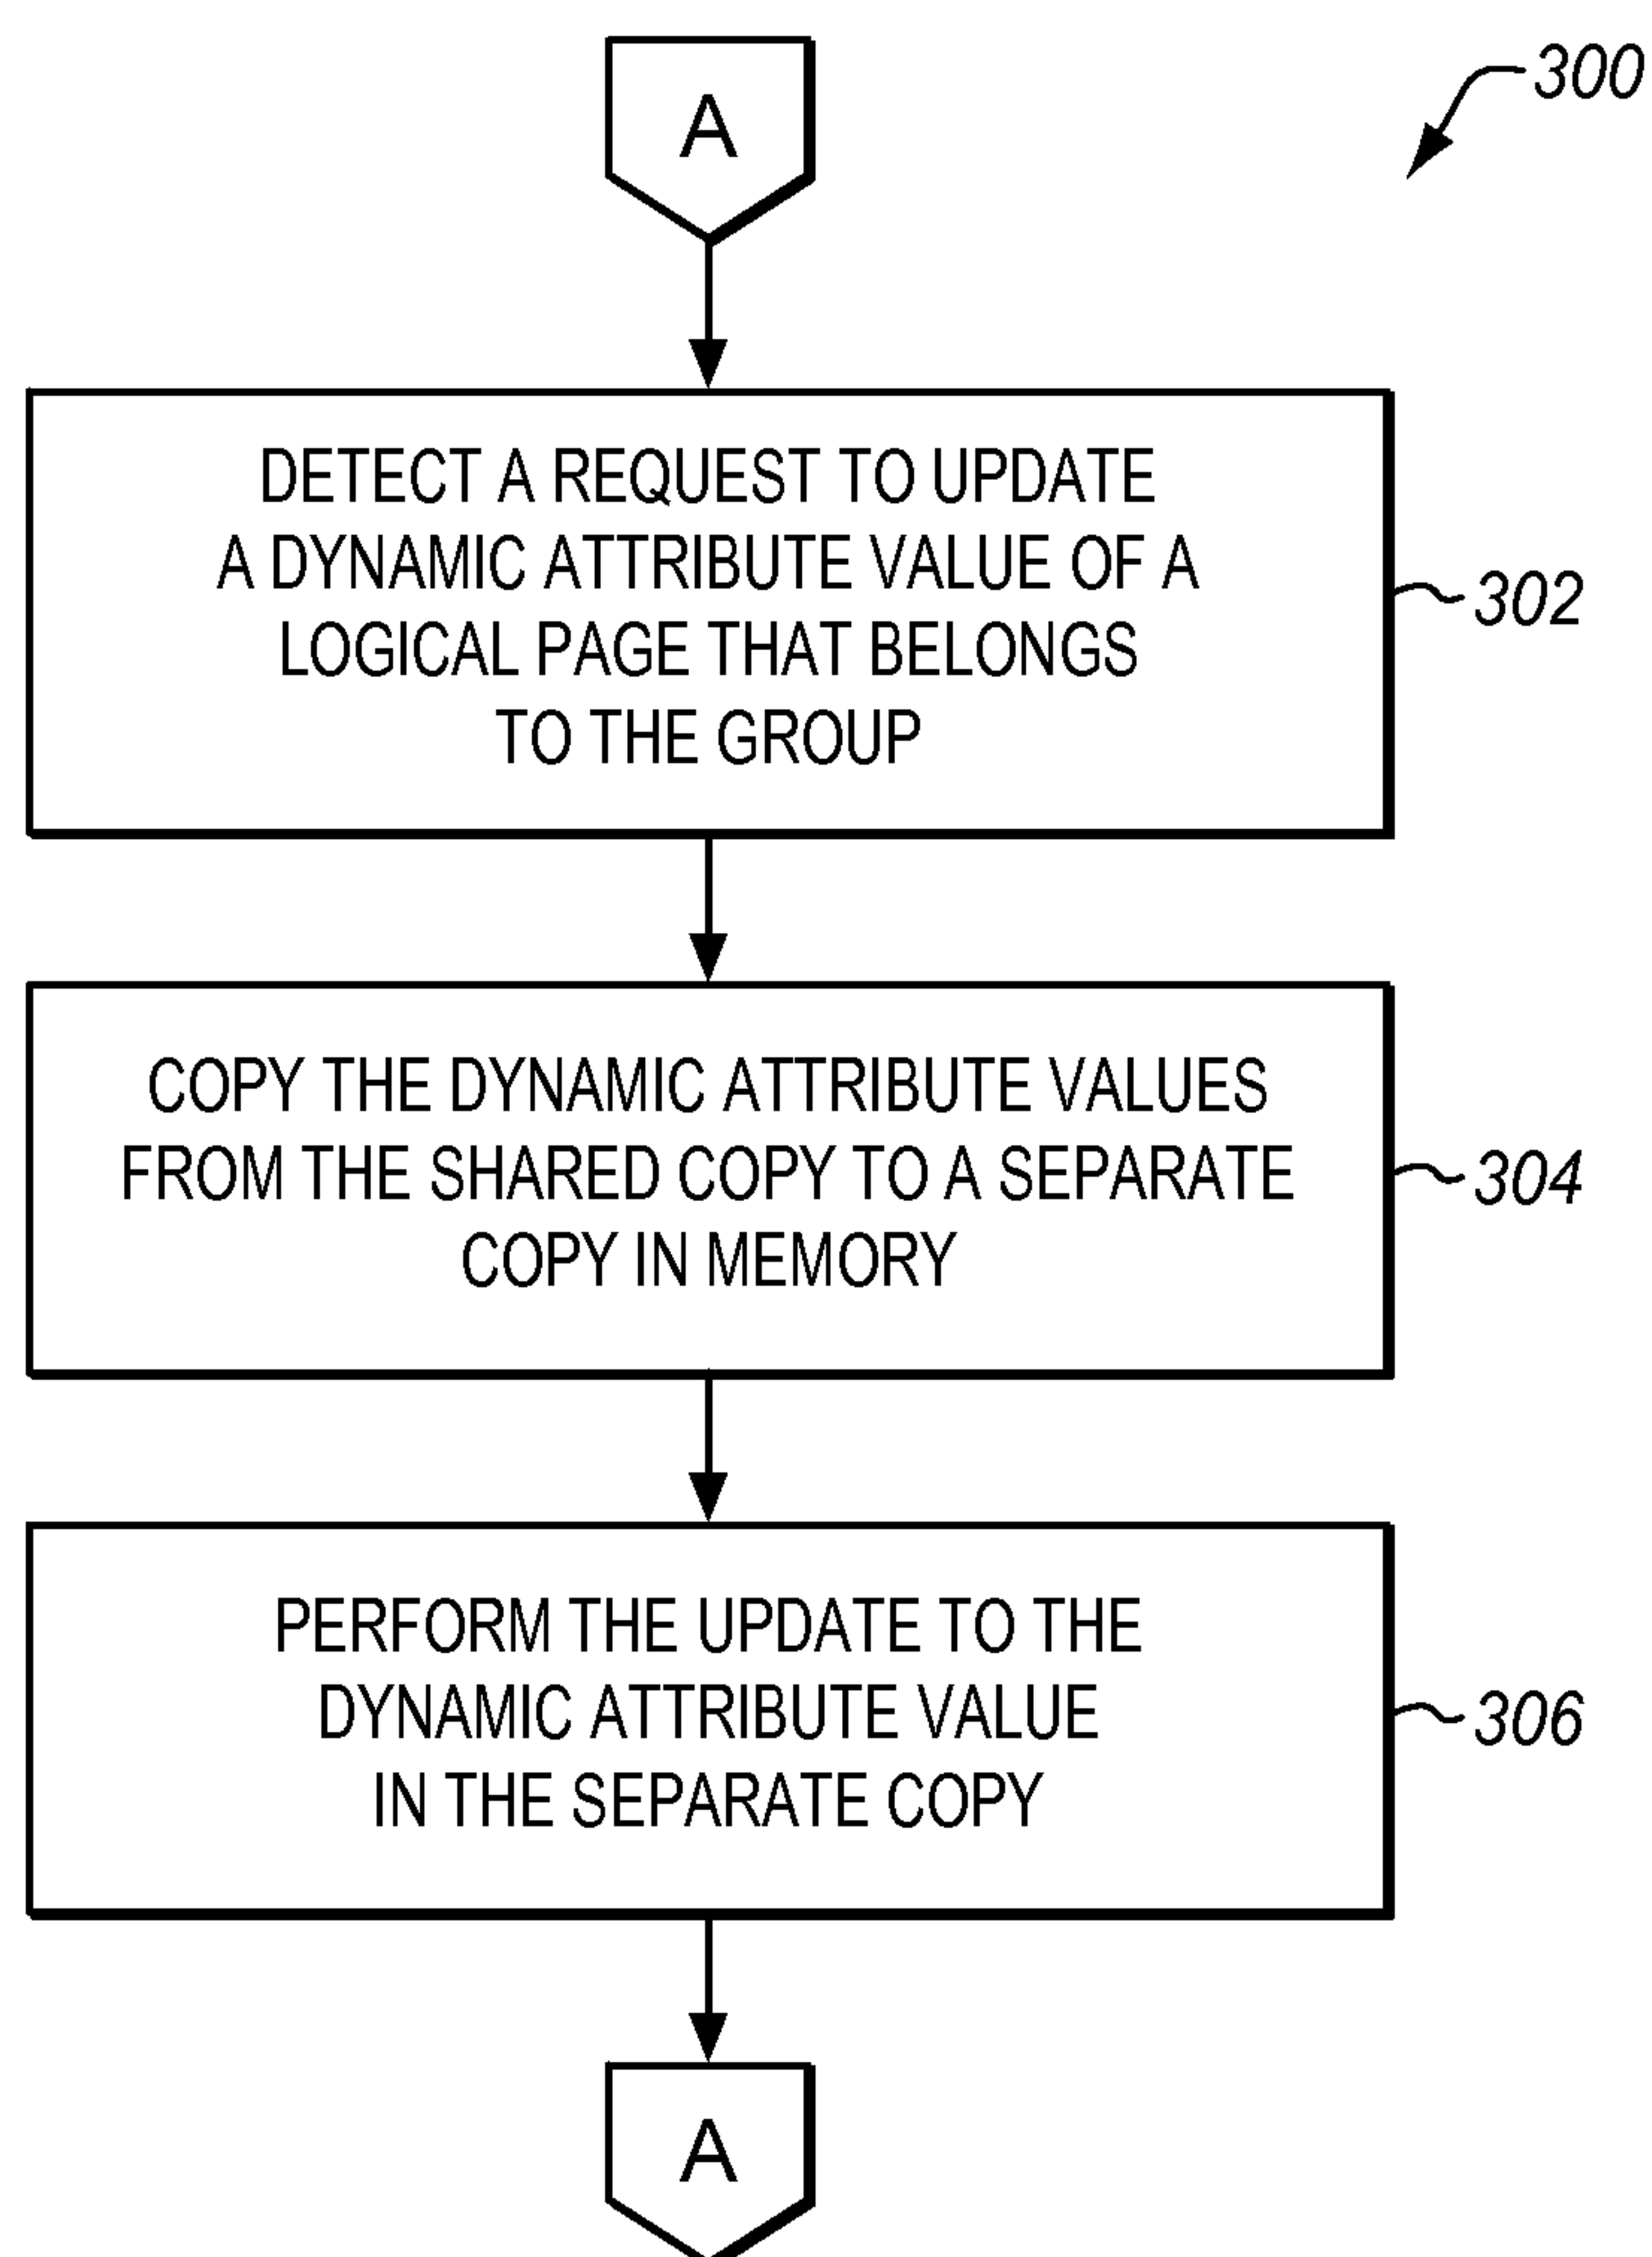 A
300
DETECT A REQUEST TO UPDATE
A DYNAMIC ATTRIBUTE VALUE OF A
LOGICAL PAGE THAT BELONGS
TO THE GROUP
302
COPY THE DYNAMIC ATTRIBUTE VALUES
FROM THE SHARED COPY TO A SEPARATE
COPY IN MEMORY
304
PERFORM THE UPDATE TO THE
DYNAMIC ATTRIBUTE VALUE
IN THE SEPARATE COPY
306
A